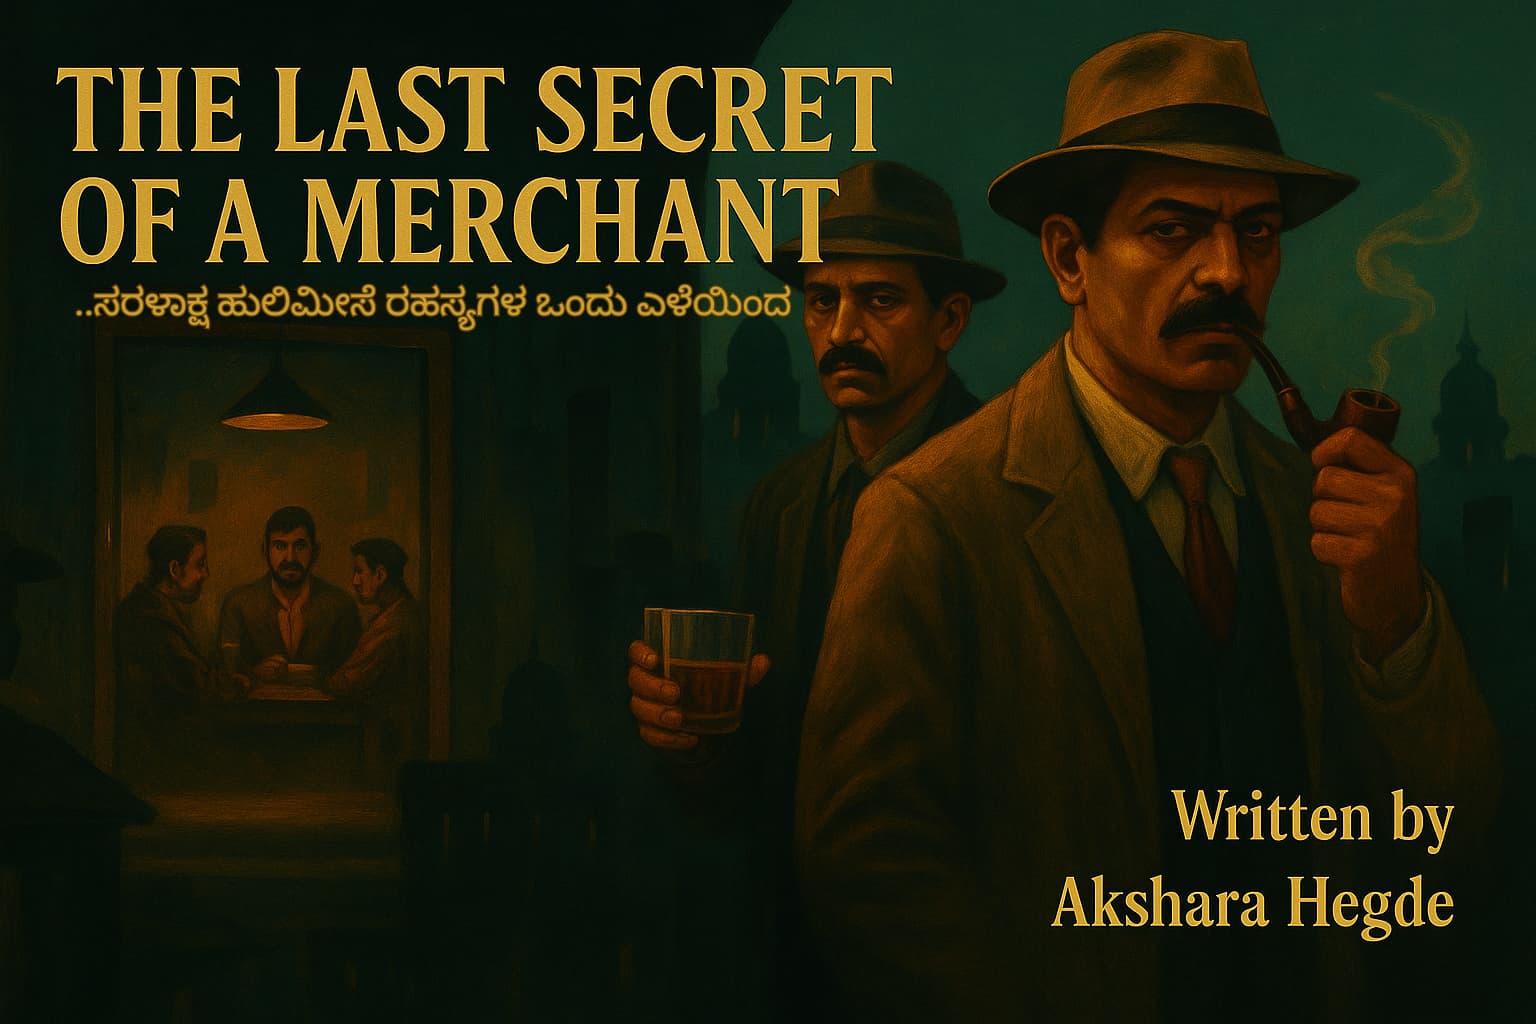 THE LAST SECRET
OF A MERCHANT
..ಸರಳಾಕ್ಷ ಹುಲಿಮೀಸೆ ರಹಸ್ಯಗಳ ಒಂದು ಎಳೆಯಿಂದ
Written by
Akshara Hegde